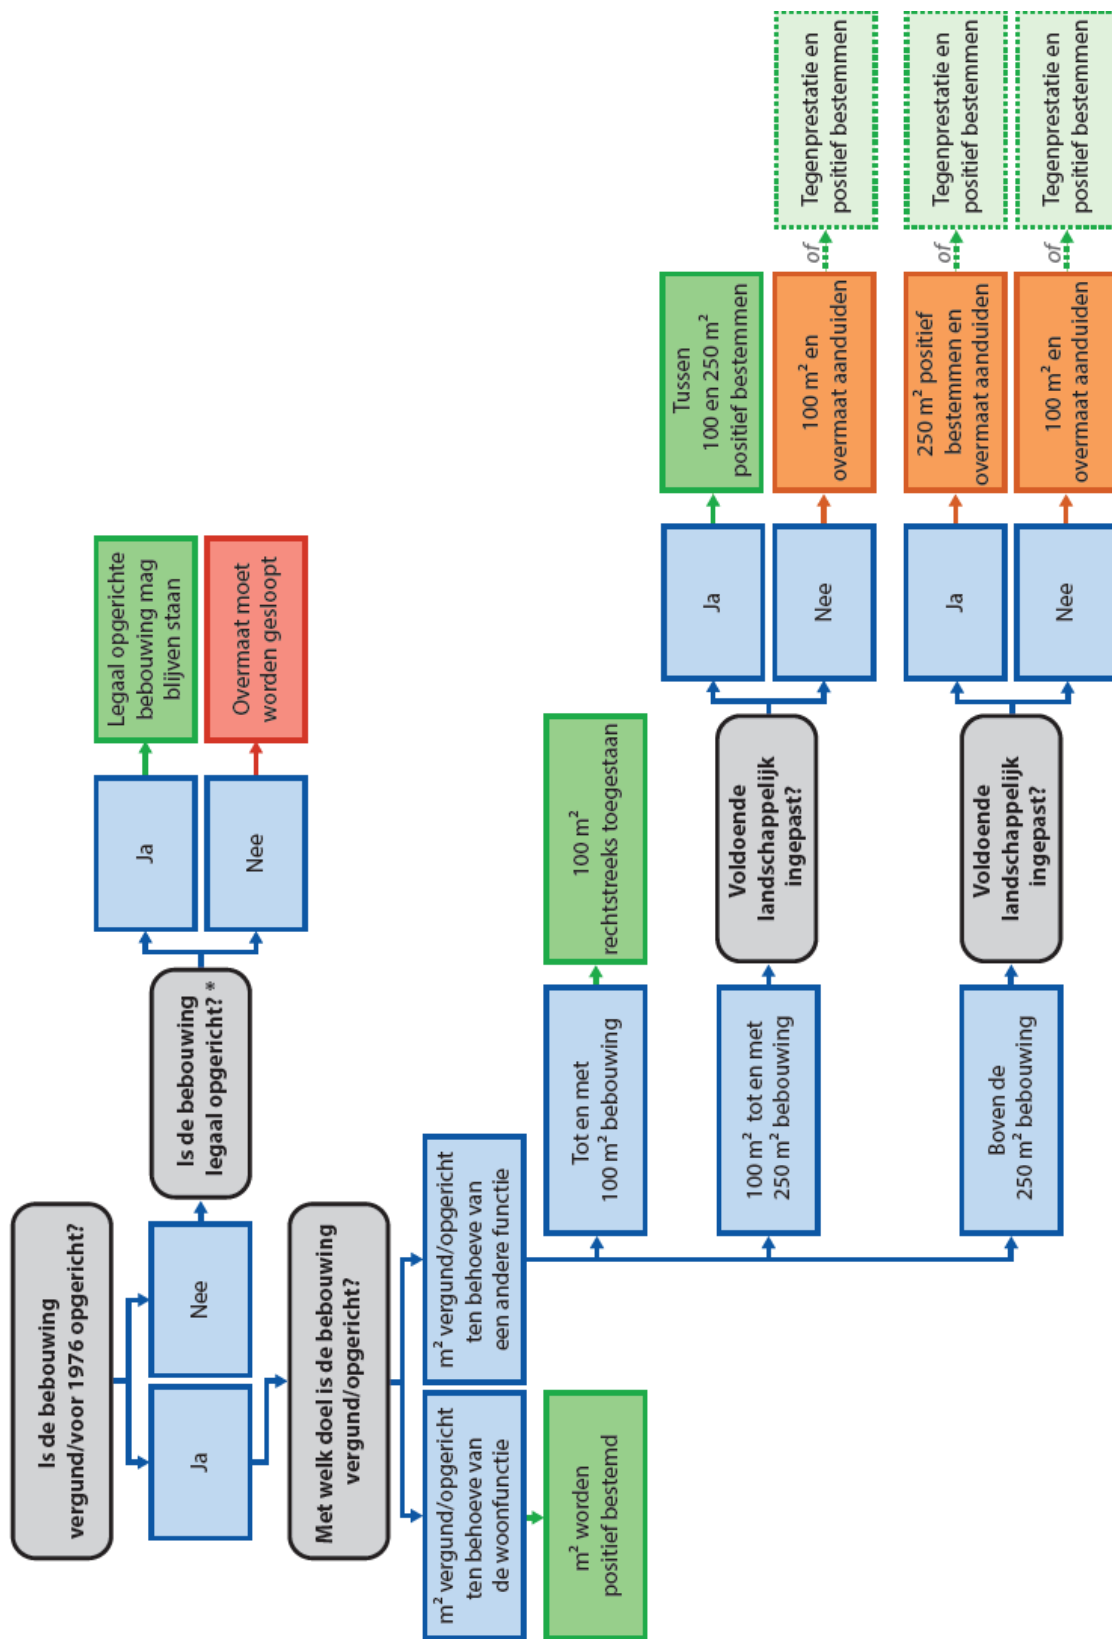 Is de bebouwing
vergund/voor 1976 opgericht?
Ja
Nee
Is de bebouwing
legaal opgericht? *
Ja
Legaal opgerichte
bebouwing mag
blijven staan
Nee
Overmaat moet
worden gesloopt
Met welk doel is de bebouwing
vergund/opgericht?
m² vergund/opgericht
ten behoeve van
de woonfunctie
m² vergund/opgericht
ten behoeve van
een andere functie
m² worden
positief bestemd
Tot en met
100 m² bebouwing
100 m²
rechtstreeks toegestaan
100 m² tot en met
250 m² bebouwing
Voldoende
landschappelijk
ingepast?
Ja
Tussen
100 en 250 m²
positief bestemmen
Nee
100 m² en
overmaat aanduiden
of
Tegenprestatie en
positief bestemmen
Boven de
250 m² bebouwing
Voldoende
landschappelijk
ingepast?
Ja
250 m² positief
bestemmen en
overmaat aanduiden
of
Tegenprestatie en
positief bestemmen
Nee
100 m² en
overmaat aanduiden
of
Tegenprestatie en
positief bestemmen